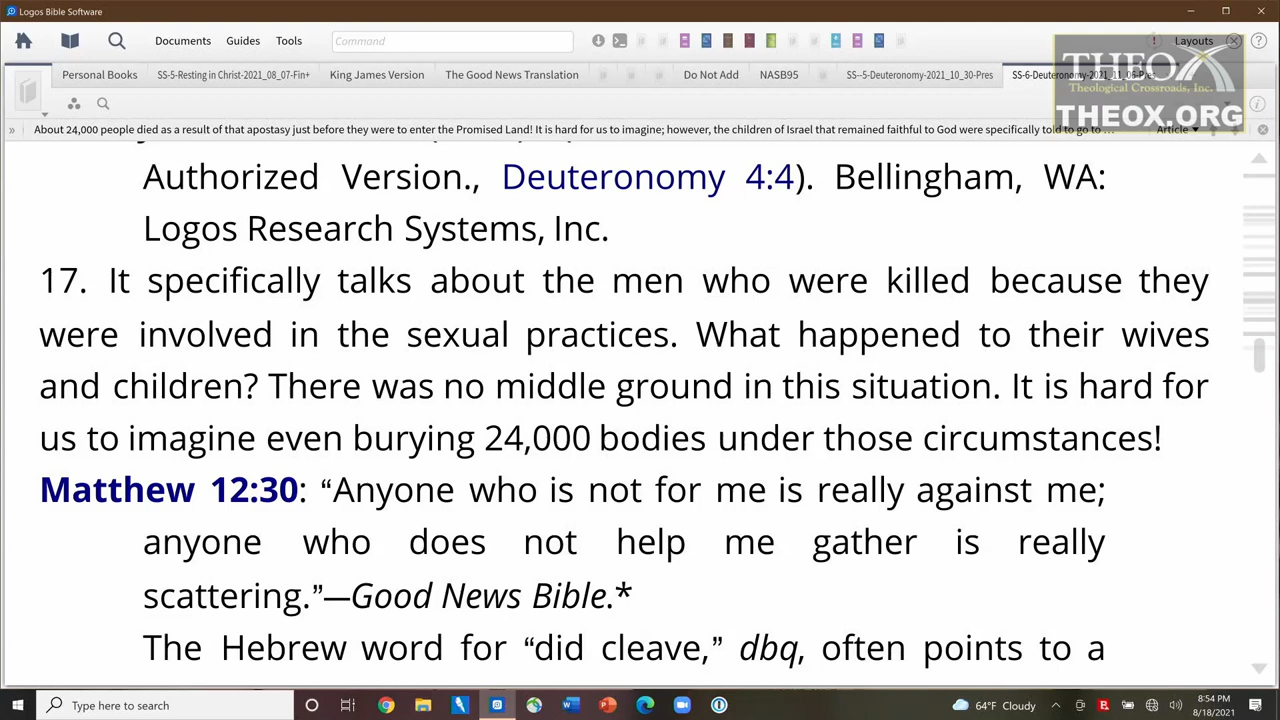 Logos Bible Software
Documents Guides Tools Command Layouts
THEOX
Theological Crossroads, Inc.
THEOX.ORG
Personal Books SS-5-Resting in Christ-2021_08_07-Fin+ King James Version The Good News Translation Do Not Add NASB95 SS--5-Deuteronomy-2021_10_30-Pres SS-6-Deuteronomy-2021_11_06-Pres
» About 24,000 people died as a result of that apostasy just before they were to enter the Promised Land! It is hard for us to imagine; however, the children of Israel that remained faithful to God were specifically told to go to ... Article
Authorized Version., Deuteronomy 4:4). Bellingham, WA:
Logos Research Systems, Inc.
17. It specifically talks about the men who were killed because they
were involved in the sexual practices. What happened to their wives
and children? There was no middle ground in this situation. It is hard for
us to imagine even burying 24,000 bodies under those circumstances!
Matthew 12:30: “Anyone who is not for me is really against me;
anyone who does not help me gather is really
scattering.”—Good News Bible.*
The Hebrew word for “did cleave,” dbq, often points to a
Type here to search
64°F Cloudy
8:54 PM
8/18/2021